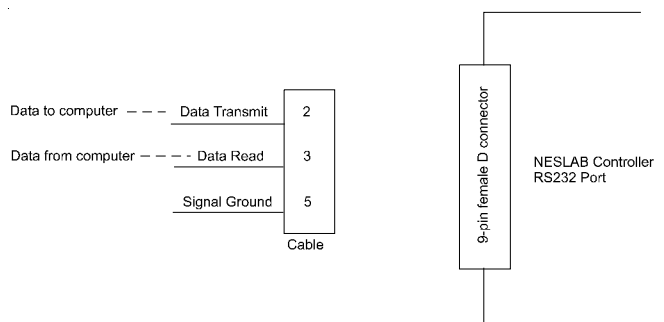 Data to computer
Data Transmit
2
Data from computer
Data Read
3
Signal Ground
5
Cable
9-pin female D connector
NESLAB Controller
RS232 Port